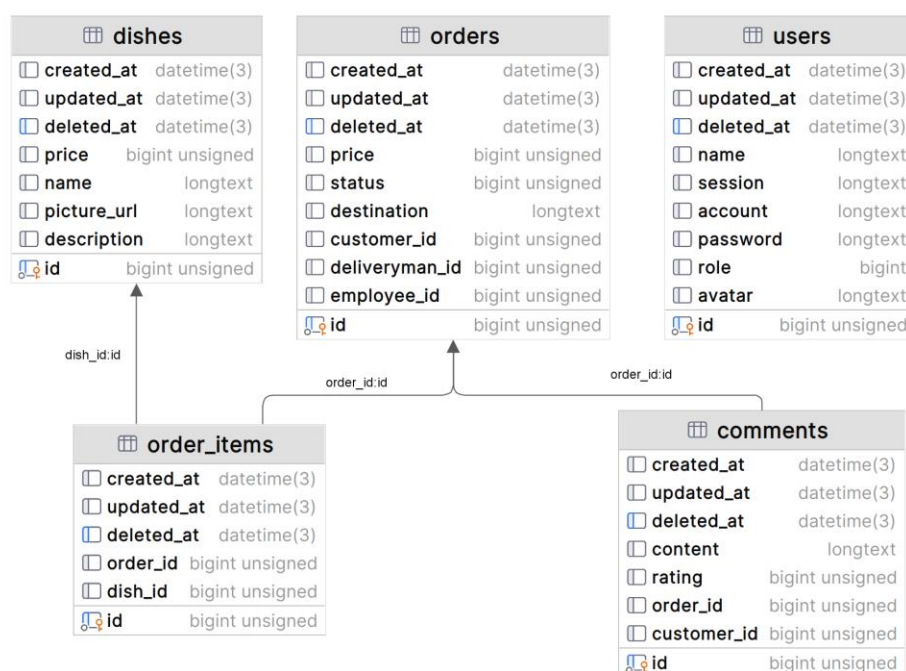 dishes
created_at datetime(3)
updated_at datetime(3)
deleted_at datetime(3)
price bigint unsigned
name longtext
picture_url longtext
description longtext
id bigint unsigned
orders
created_at datetime(3)
updated_at datetime(3)
deleted_at datetime(3)
price bigint unsigned
status bigint unsigned
destination longtext
customer_id bigint unsigned
deliveryman_id bigint unsigned
employee_id bigint unsigned
id bigint unsigned
users
created_at datetime(3)
updated_at datetime(3)
deleted_at datetime(3)
name longtext
session longtext
account longtext
password longtext
role bigint
avatar longtext
id bigint unsigned
dish_id:id
order_id:id
order_id:id
order_items
created_at datetime(3)
updated_at datetime(3)
deleted_at datetime(3)
order_id bigint unsigned
dish_id bigint unsigned
id bigint unsigned
comments
created_at datetime(3)
updated_at datetime(3)
deleted_at datetime(3)
content longtext
rating bigint unsigned
order_id bigint unsigned
customer_id bigint unsigned
id bigint unsigned